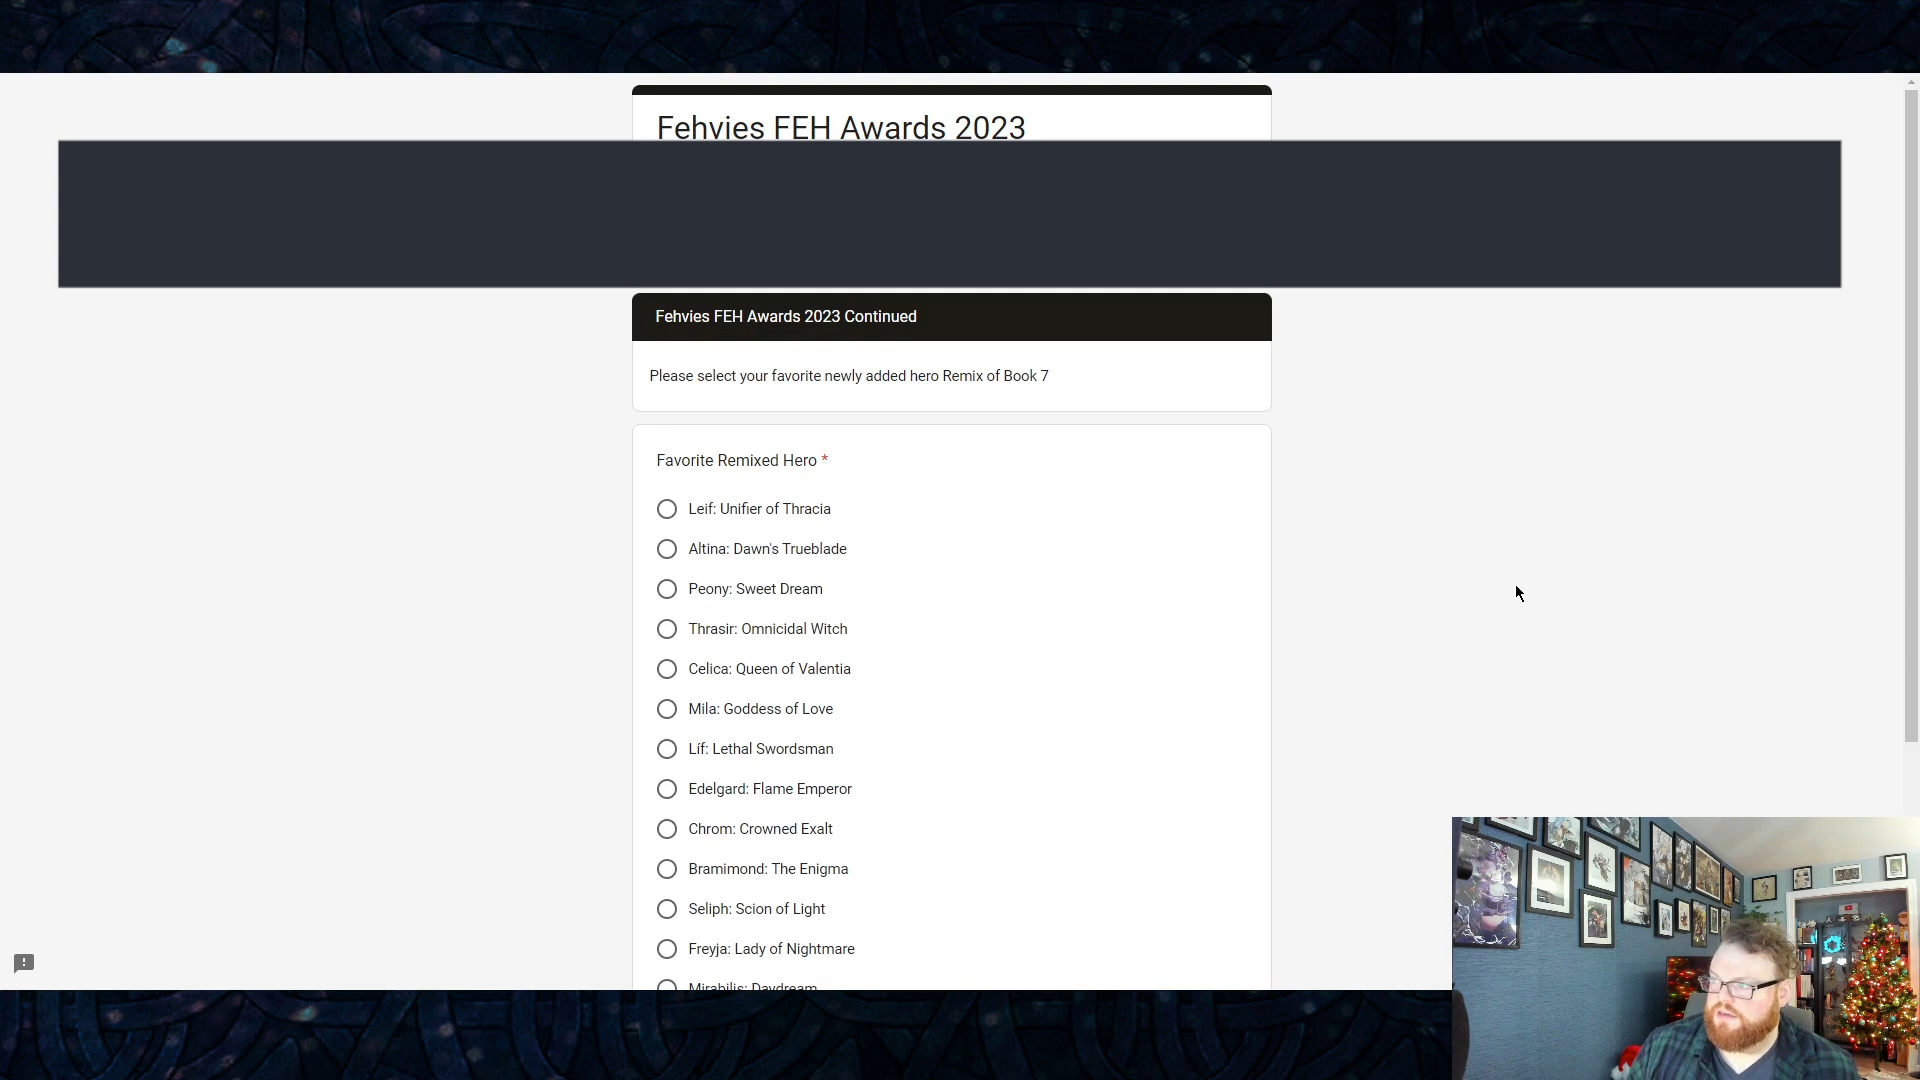 Fehvies FEH Awards 2023
Fehvies FEH Awards 2023 Continued
Please select your favorite newly added hero Remix of Book 7
Favorite Remixed Hero *
Leif: Unifier of Thracia
Altina: Dawn's Trueblade
Peony: Sweet Dream
Thrasir: Omnicidal Witch
Celica: Queen of Valentia
Mila: Goddess of Love
Líf: Lethal Swordsman
Edelgard: Flame Emperor
Chrom: Crowned Exalt
Bramimond: The Enigma
Seliph: Scion of Light
Freyja: Lady of Nightmare
Mirabilis: Daydream